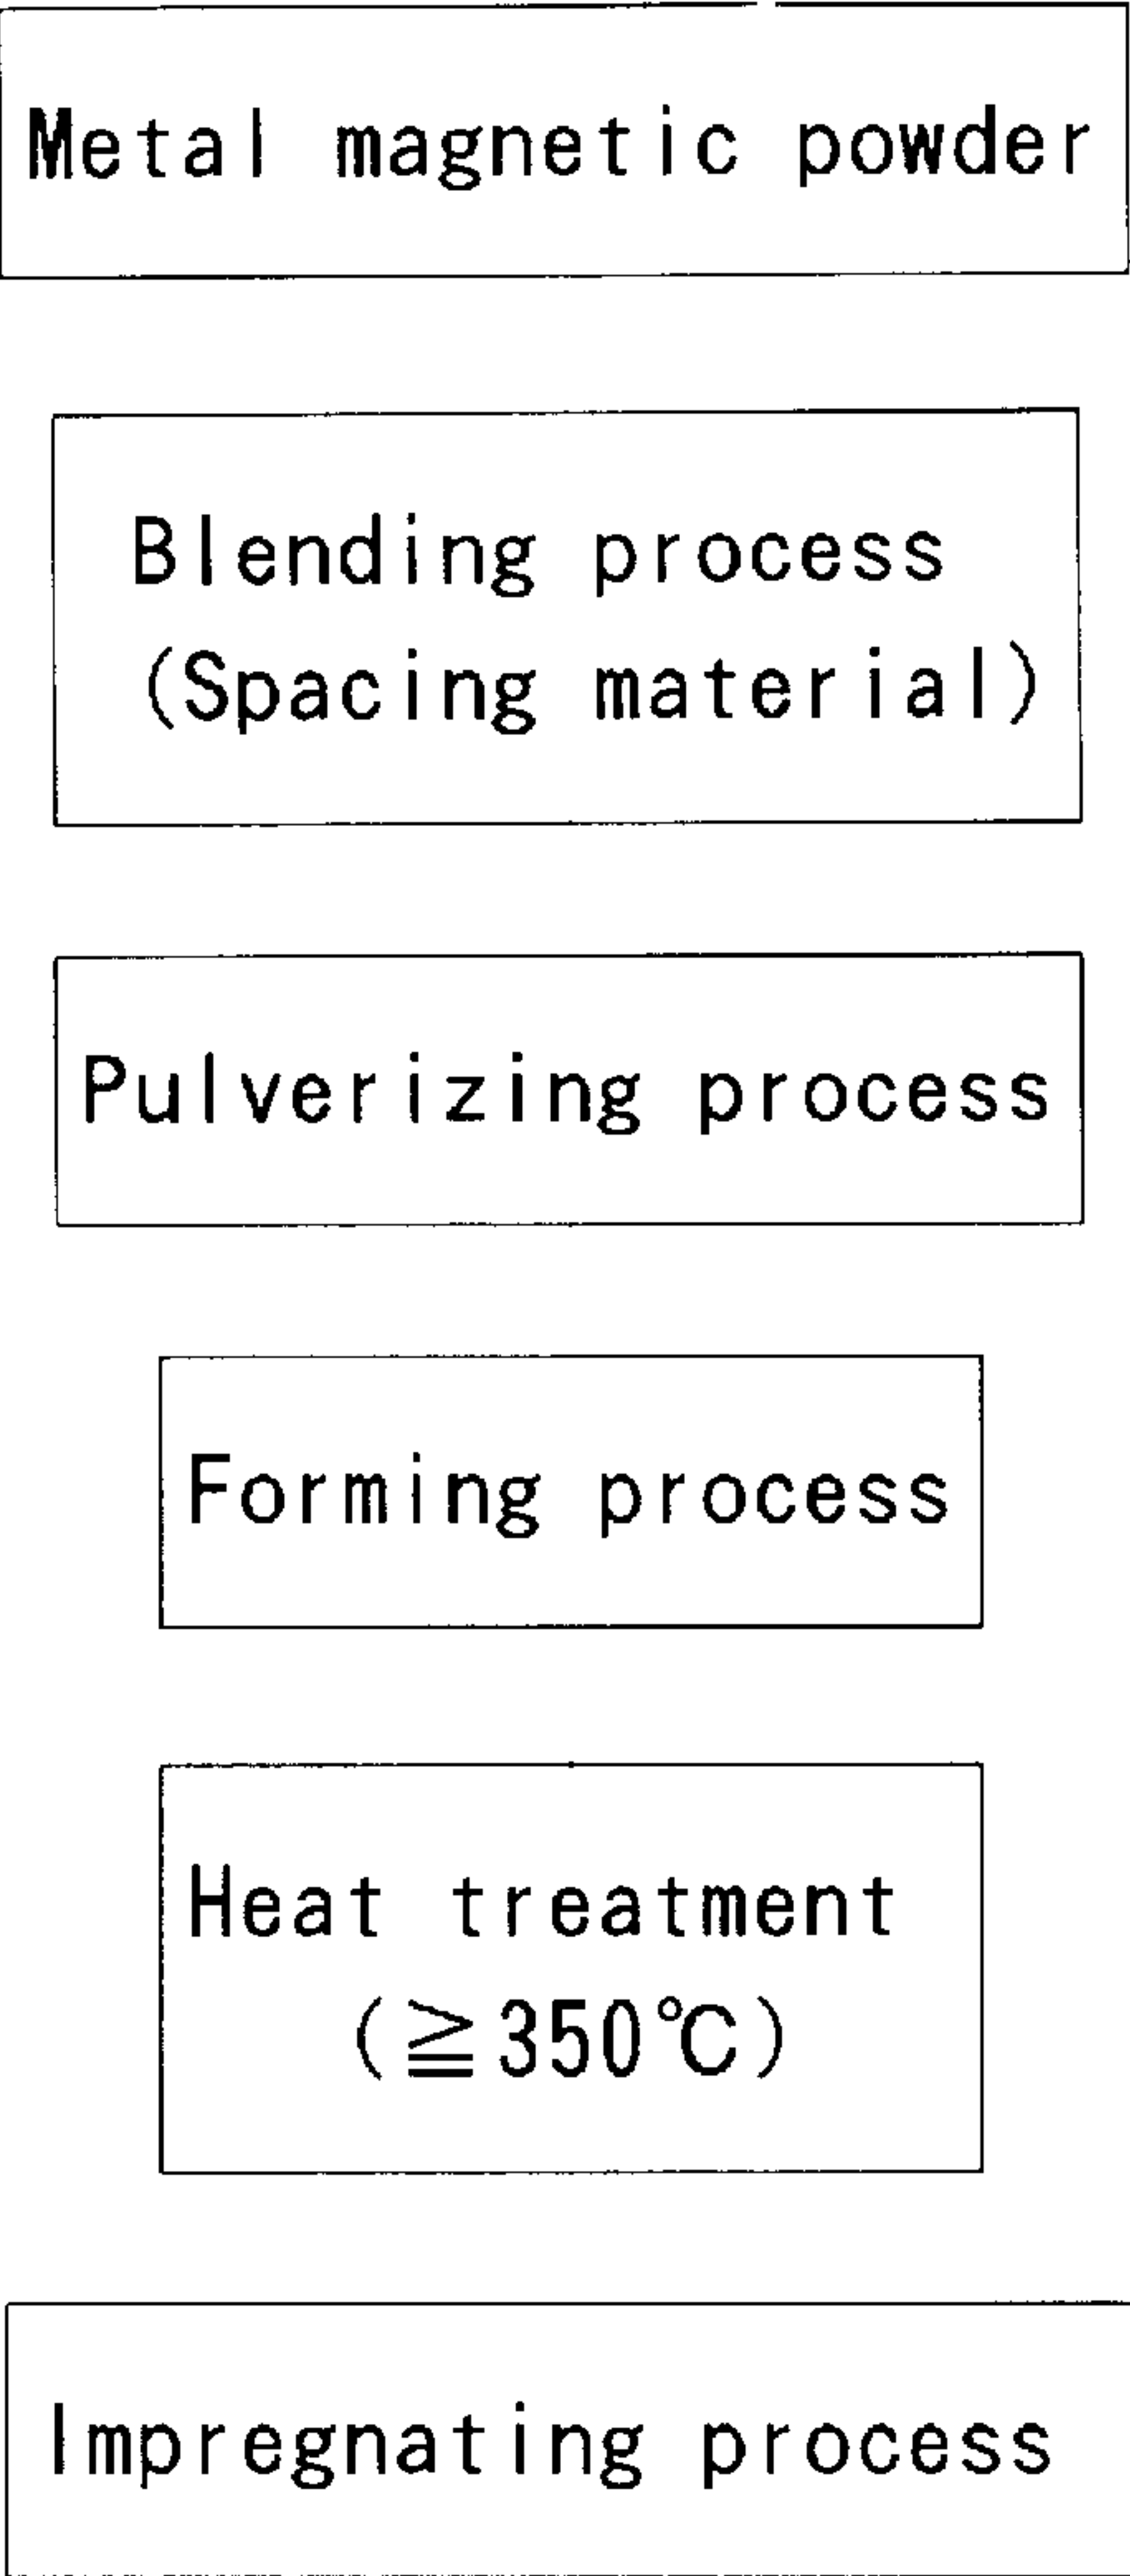 Metal magnetic powder
Blending process
(Spacing material)
Pulverizing process
Forming process
Heat treatment
(≧350℃)
Impregnating process